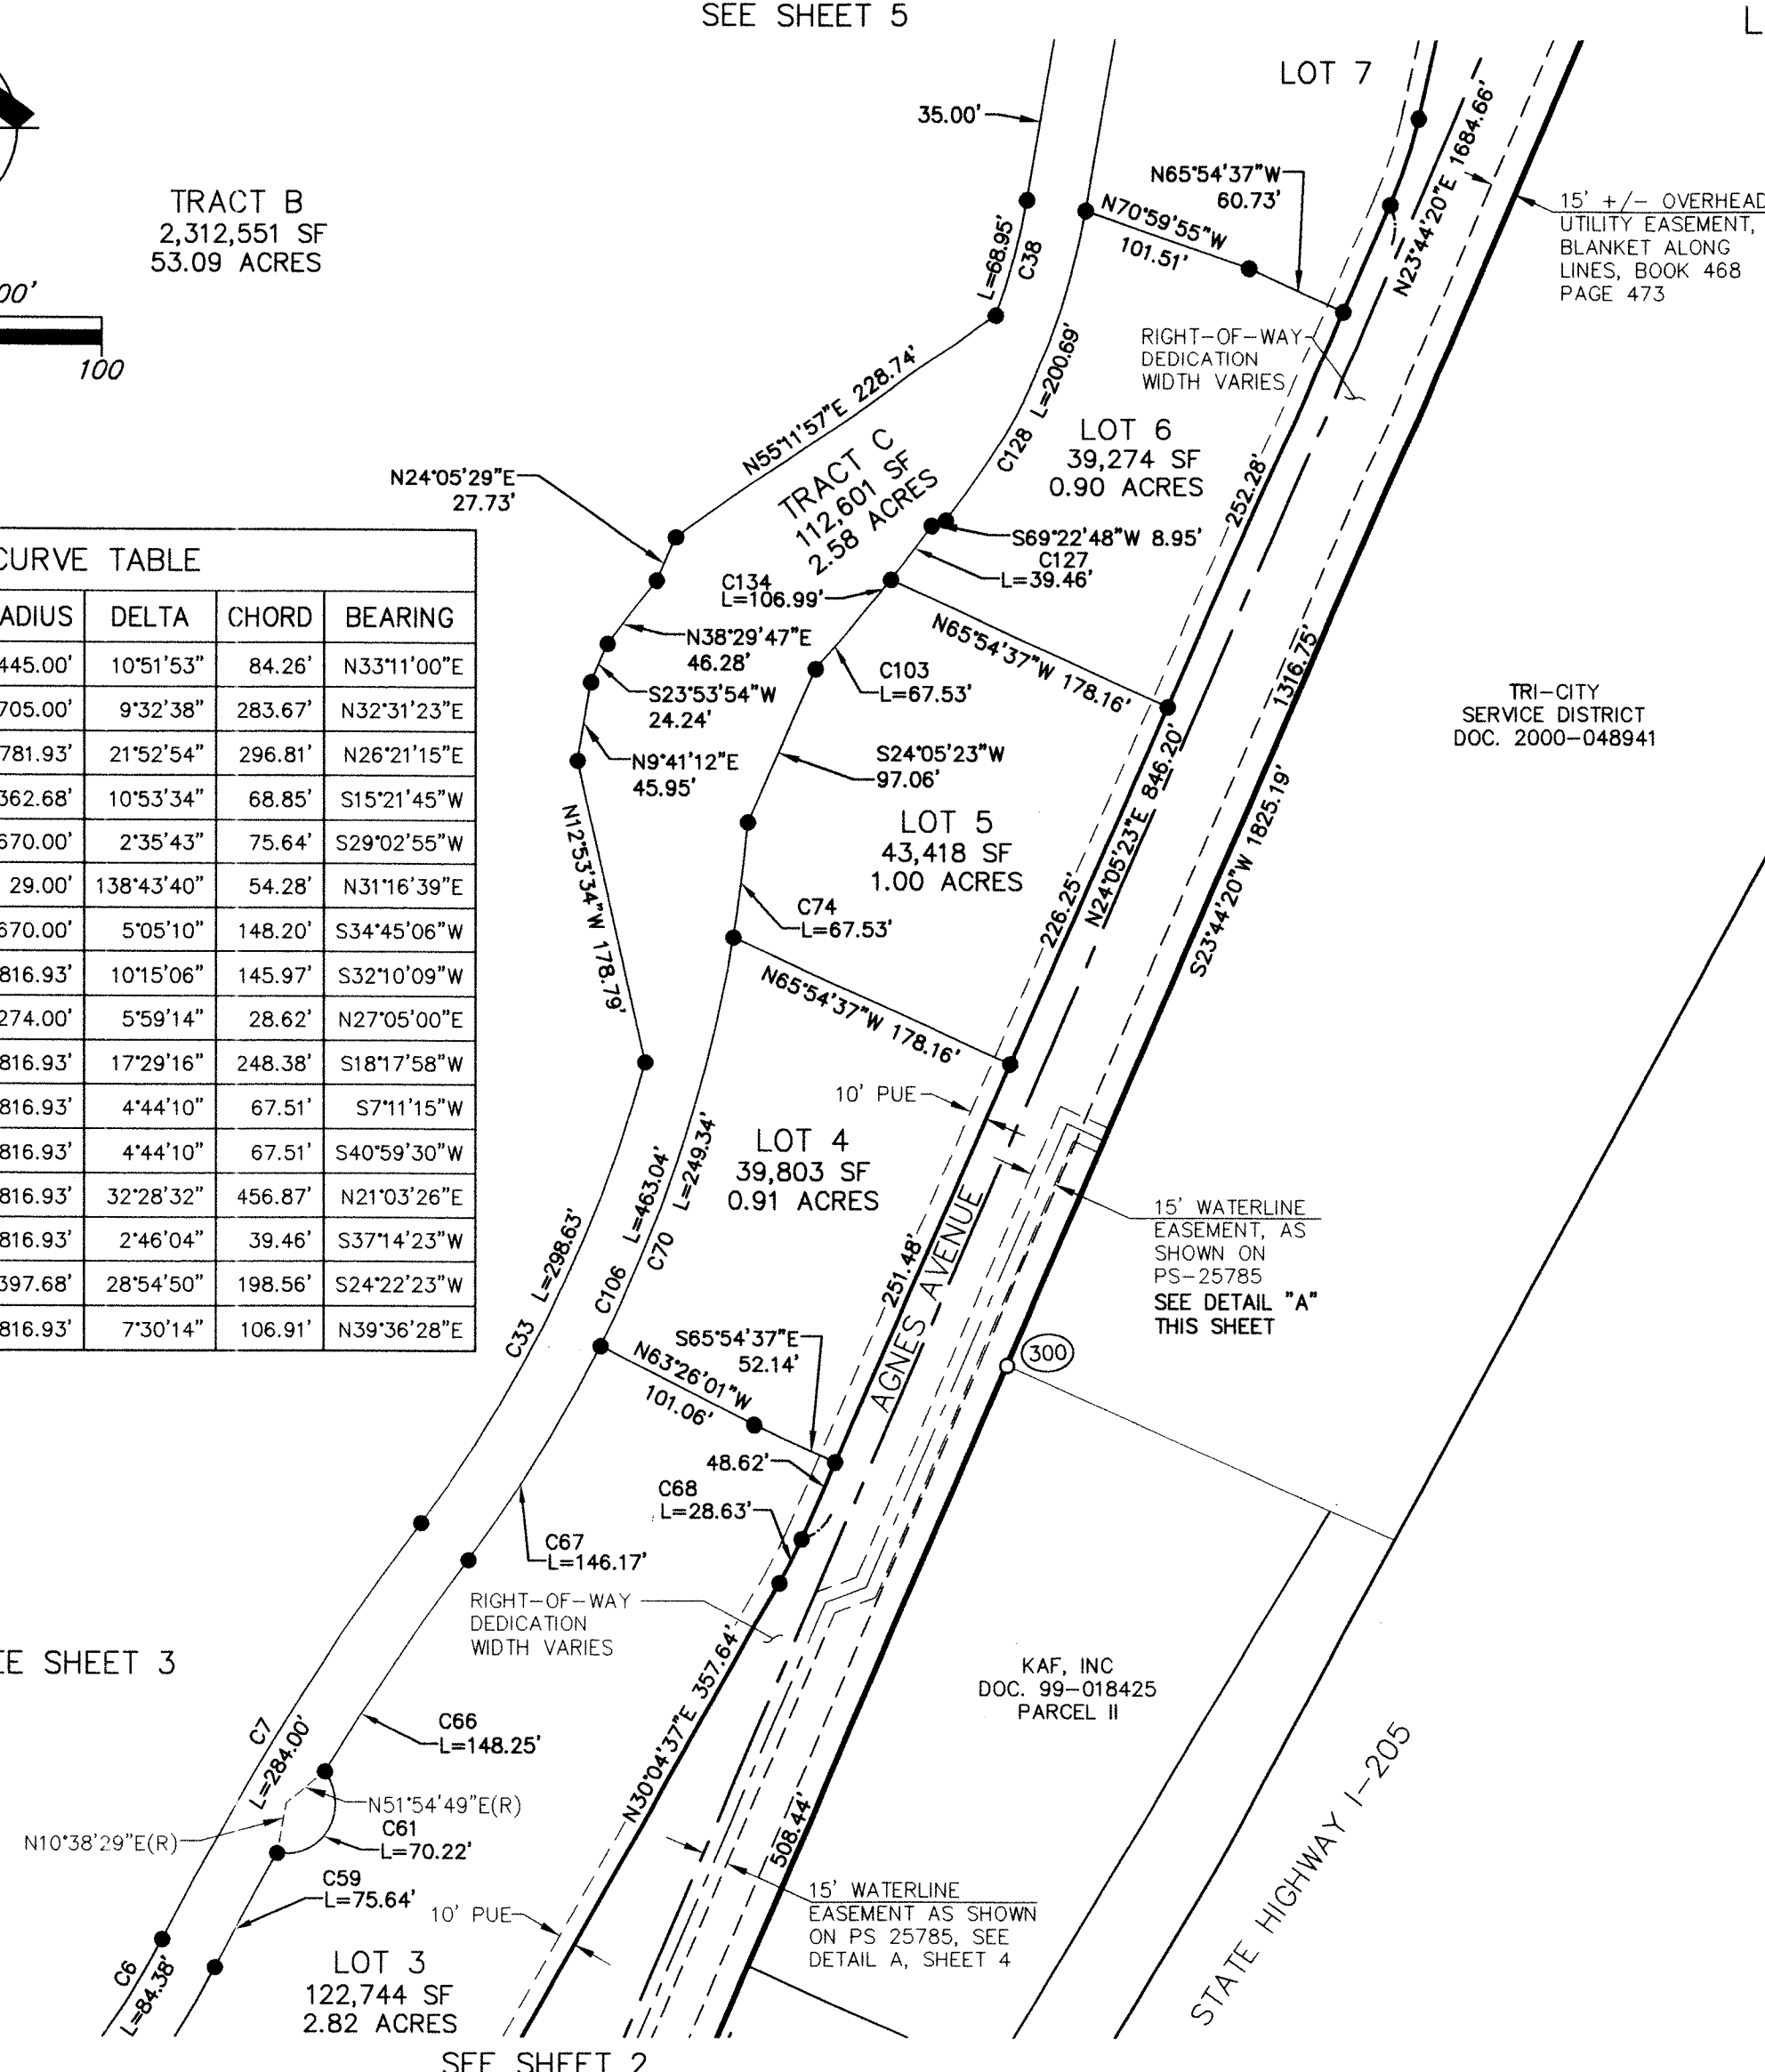 SEE SHEET 5
L
LOT 7
35.00'
N65°54'37"W
60.73'
N70°59'55"W
101.51'
N23°44'20"E 1684.66'
15' +/- OVERHEAD
UTILITY EASEMENT,
BLANKET ALONG
LINES, BOOK 468
PAGE 473
TRACT B
2,312,551 SF
53.09 ACRES
00'
100
L=68.95'
C38
RIGHT-OF-WAY
DEDICATION
WIDTH VARIES
N55°11'57"E 228.74'
C128 L=200.69'
LOT 6
39,274 SF
0.90 ACRES
TRACT C
112,601 SF
2.58 ACRES
N24°05'29"E
27.73'
252.28'
S69°22'48"W 8.95'
C127
L=39.46'
C134
L=106.99'
N38°29'47"E
46.28'
N65°54'37"W 178.16'
C103
L=67.53'
S23°53'54"W
24.24'
N9°41'12"E
45.95'
S24°05'23"W
97.06'
1316.75'
TRI-CITY
SERVICE DISTRICT
DOC. 2000-048941
N24°05'23"E 846.20'
S23°44'20"W 1825.19'
LOT 5
43,418 SF
1.00 ACRES
226.25'
N12°53'34"W 178.79'
C74
L=67.53'
N65°54'37"W 178.16'
10' PUE
LOT 4
39,803 SF
0.91 ACRES
C106 L=463.04'
C70 L=249.34'
C33 L=298.63'
251.48'
AGNES AVENUE
15' WATERLINE
EASEMENT, AS
SHOWN ON
PS-25785
SEE DETAIL "A"
THIS SHEET
300
S65°54'37"E
52.14'
N63°26'01"W
101.06'
48.62'
C68
L=28.63'
C67
L=146.17'
RIGHT-OF-WAY
DEDICATION
WIDTH VARIES
CURVE TABLE
ADIUS DELTA CHORD BEARING
445.00' 10°51'53" 84.26' N33°11'00"E
705.00' 9°32'38" 283.67' N32°31'23"E
781.93' 21°52'54" 296.81' N26°21'15"E
362.68' 10°53'34" 68.85' S15°21'45"W
670.00' 2°35'43" 75.64' S29°02'55"W
29.00' 138°43'40" 54.28' N31°16'39"E
670.00' 5°05'10" 148.20' S34°45'06"W
816.93' 10°15'06" 145.97' S32°10'09"W
274.00' 5°59'14" 28.62' N27°05'00"E
816.93' 17°29'16" 248.38' S18°17'58"W
816.93' 4°44'10" 67.51' S7°11'15"W
816.93' 4°44'10" 67.51' S40°59'30"W
816.93' 32°28'32" 456.87' N21°03'26"E
816.93' 2°46'04" 39.46' S37°14'23"W
397.68' 28°54'50" 198.56' S24°22'23"W
816.93' 7°30'14" 106.91' N39°36'28"E
EE SHEET 3
KAF, INC
DOC. 99-018425
PARCEL II
C7
L=284.00'
C66
L=148.25'
N30°04'37"E 357.64'
N51°54'49"E(R)
N10°38'29"E(R)
C61
L=70.22'
C59
L=75.64'
508.44'
10' PUE
15' WATERLINE
EASEMENT AS SHOWN
ON PS 25785, SEE
DETAIL A, SHEET 4
STATE HIGHWAY I-205
C6
L=84.38'
LOT 3
122,744 SF
2.82 ACRES
SEE SHEET 2